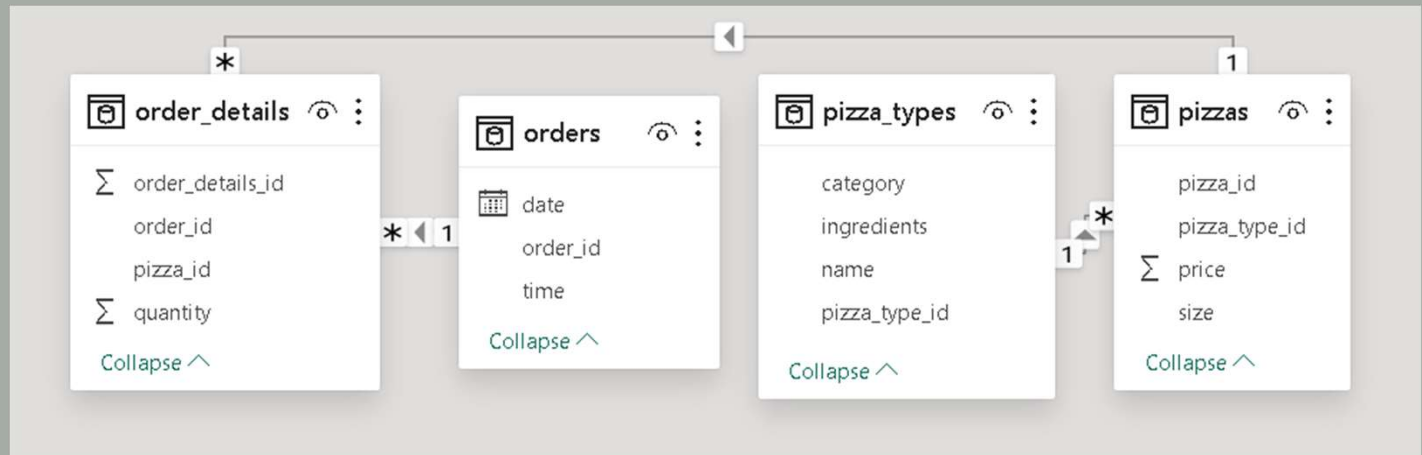 * 1
order_details
order_details_id
order_id
pizza_id
quantity
Collapse
* 1
orders
date
order_id
time
Collapse
pizza_types
category
ingredients
name
pizza_type_id
Collapse
1 *
pizzas
pizza_id
pizza_type_id
price
size
Collapse